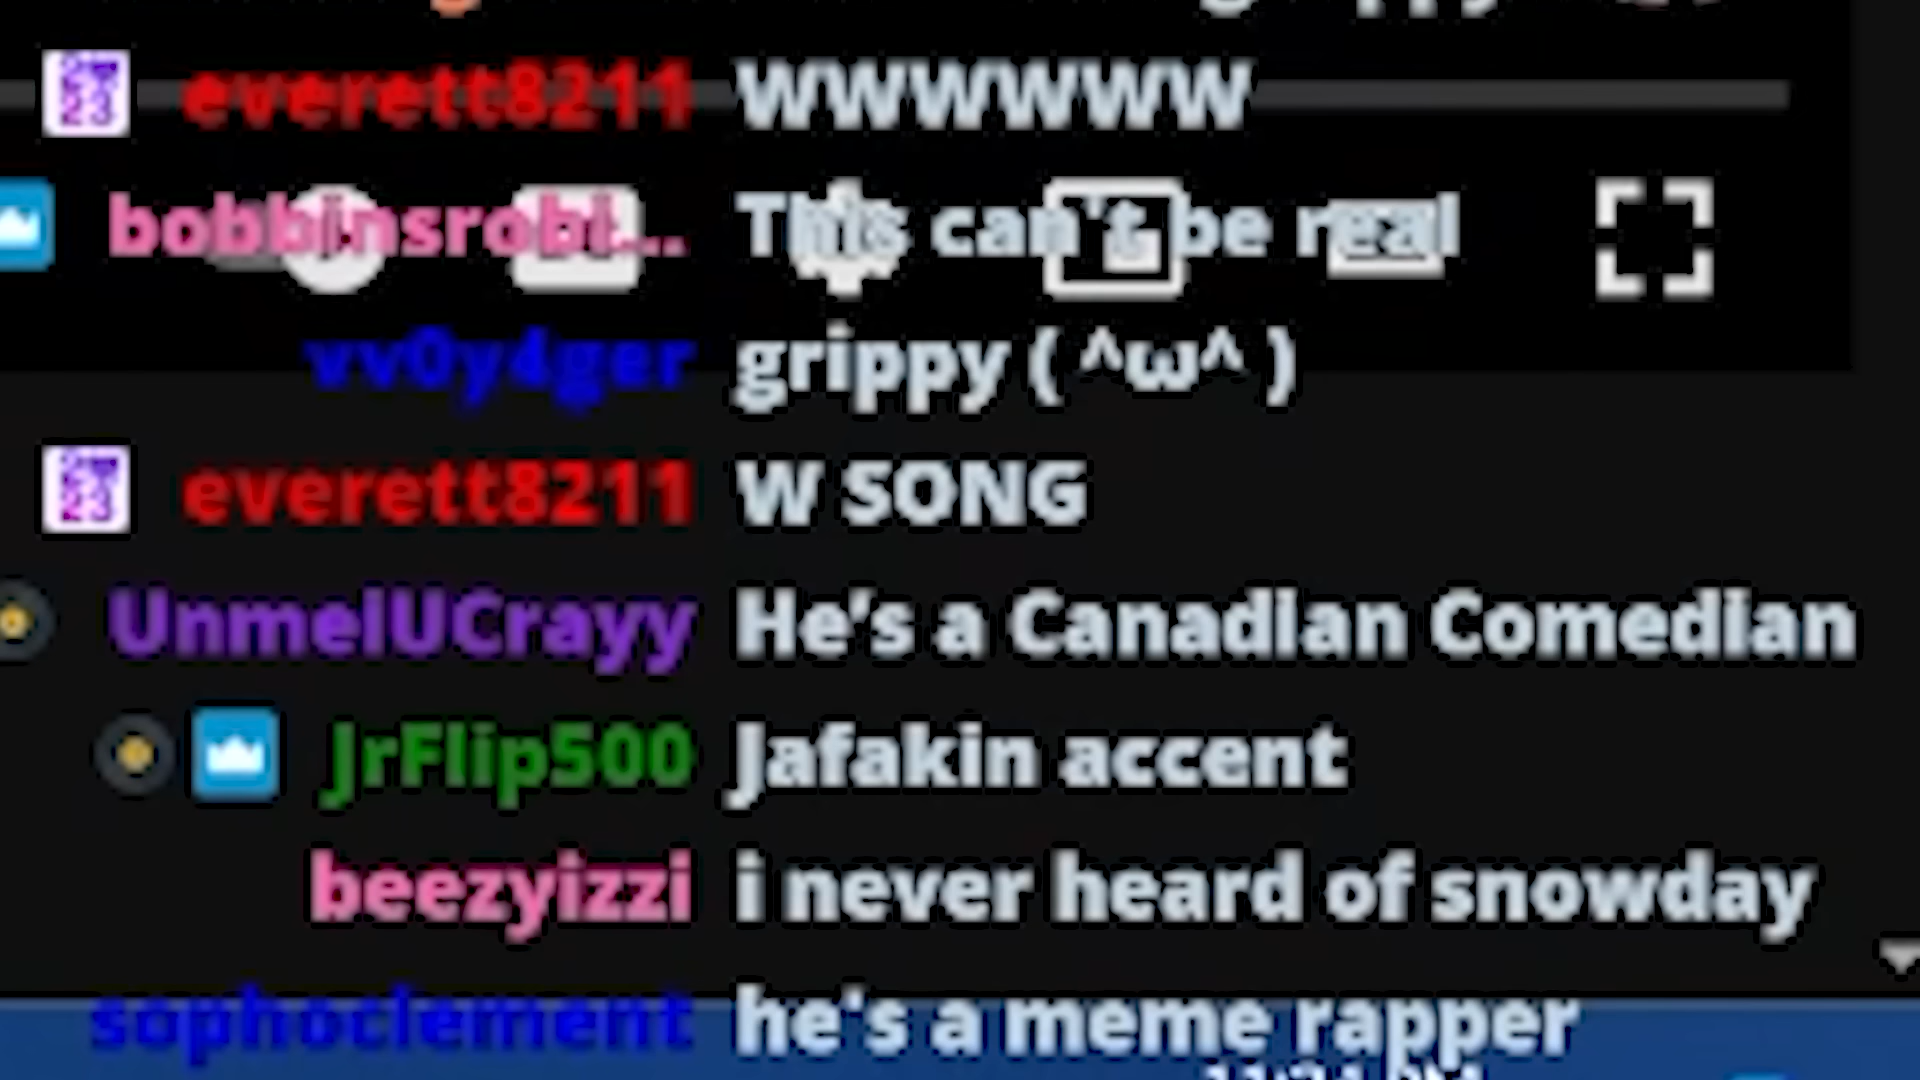 everett8211 WWWWWW
bobbinsrobi... This can't be real
vv0y4ger grippy ( ^ω^ )
everett8211 W SONG
UnmelUCrayy He's a Canadian Comedian
JrFlip500 Jafakin accent
beezyizzi i never heard of snowday
sophoclement he's a meme rapper